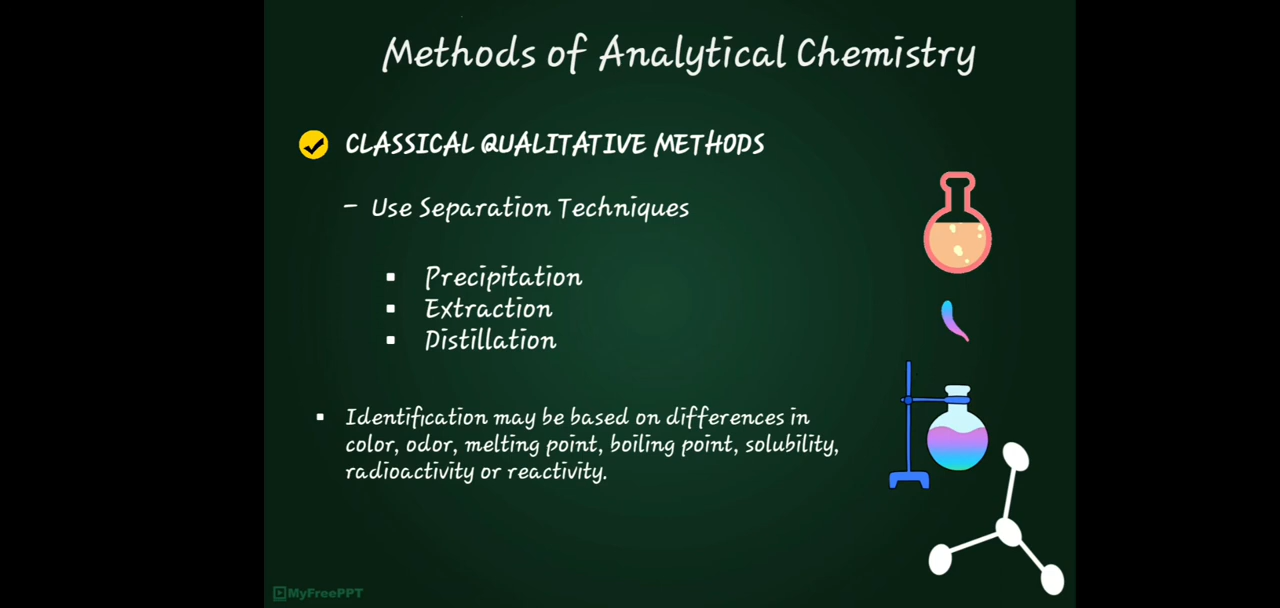 Methods of Analytical Chemistry
CLASSICAL QUALITATIVE METHODS
– Use Separation Techniques
▪ Precipitation
▪ Extraction
▪ Distillation
▪ Identification may be based on differences in
color, odor, melting point, boiling point, solubility,
radioactivity or reactivity.
MyFreePPT